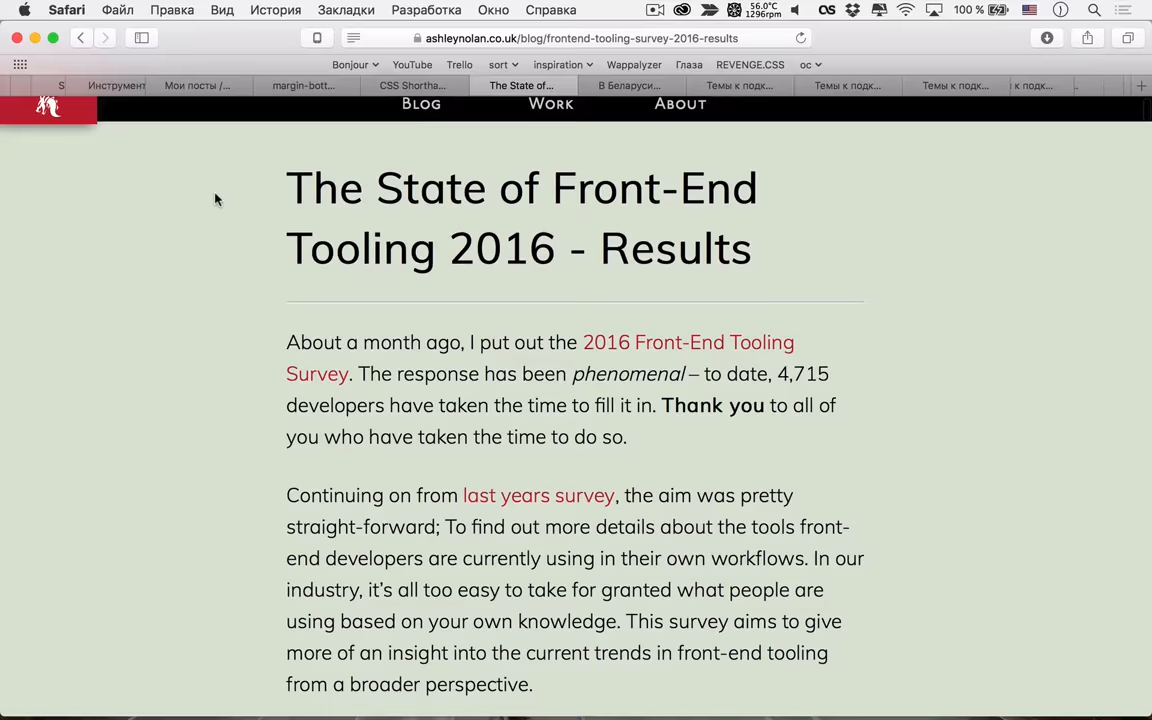 Safari Файл Правка Вид История Закладки Разработка Окно Справка 56.0°C 1296rpm 100 %
ashleynolan.co.uk/blog/frontend-tooling-survey-2016-results
Bonjour YouTube Trello sort inspiration Wappalyzer Глаза REVENGE.CSS ос
S Инструмент Мои посты /... margin-bott... CSS Shortha... The State of... В Беларуси... Темы к подк... Темы к подк... Темы к подк... к подк...
Blog Work About
The State of Front-End
Tooling 2016 - Results
About a month ago, I put out the 2016 Front-End Tooling
Survey. The response has been phenomenal – to date, 4,715
developers have taken the time to fill it in. Thank you to all of
you who have taken the time to do so.
Continuing on from last years survey, the aim was pretty
straight-forward; To find out more details about the tools front-
end developers are currently using in their own workflows. In our
industry, it's all too easy to take for granted what people are
using based on your own knowledge. This survey aims to give
more of an insight into the current trends in front-end tooling
from a broader perspective.